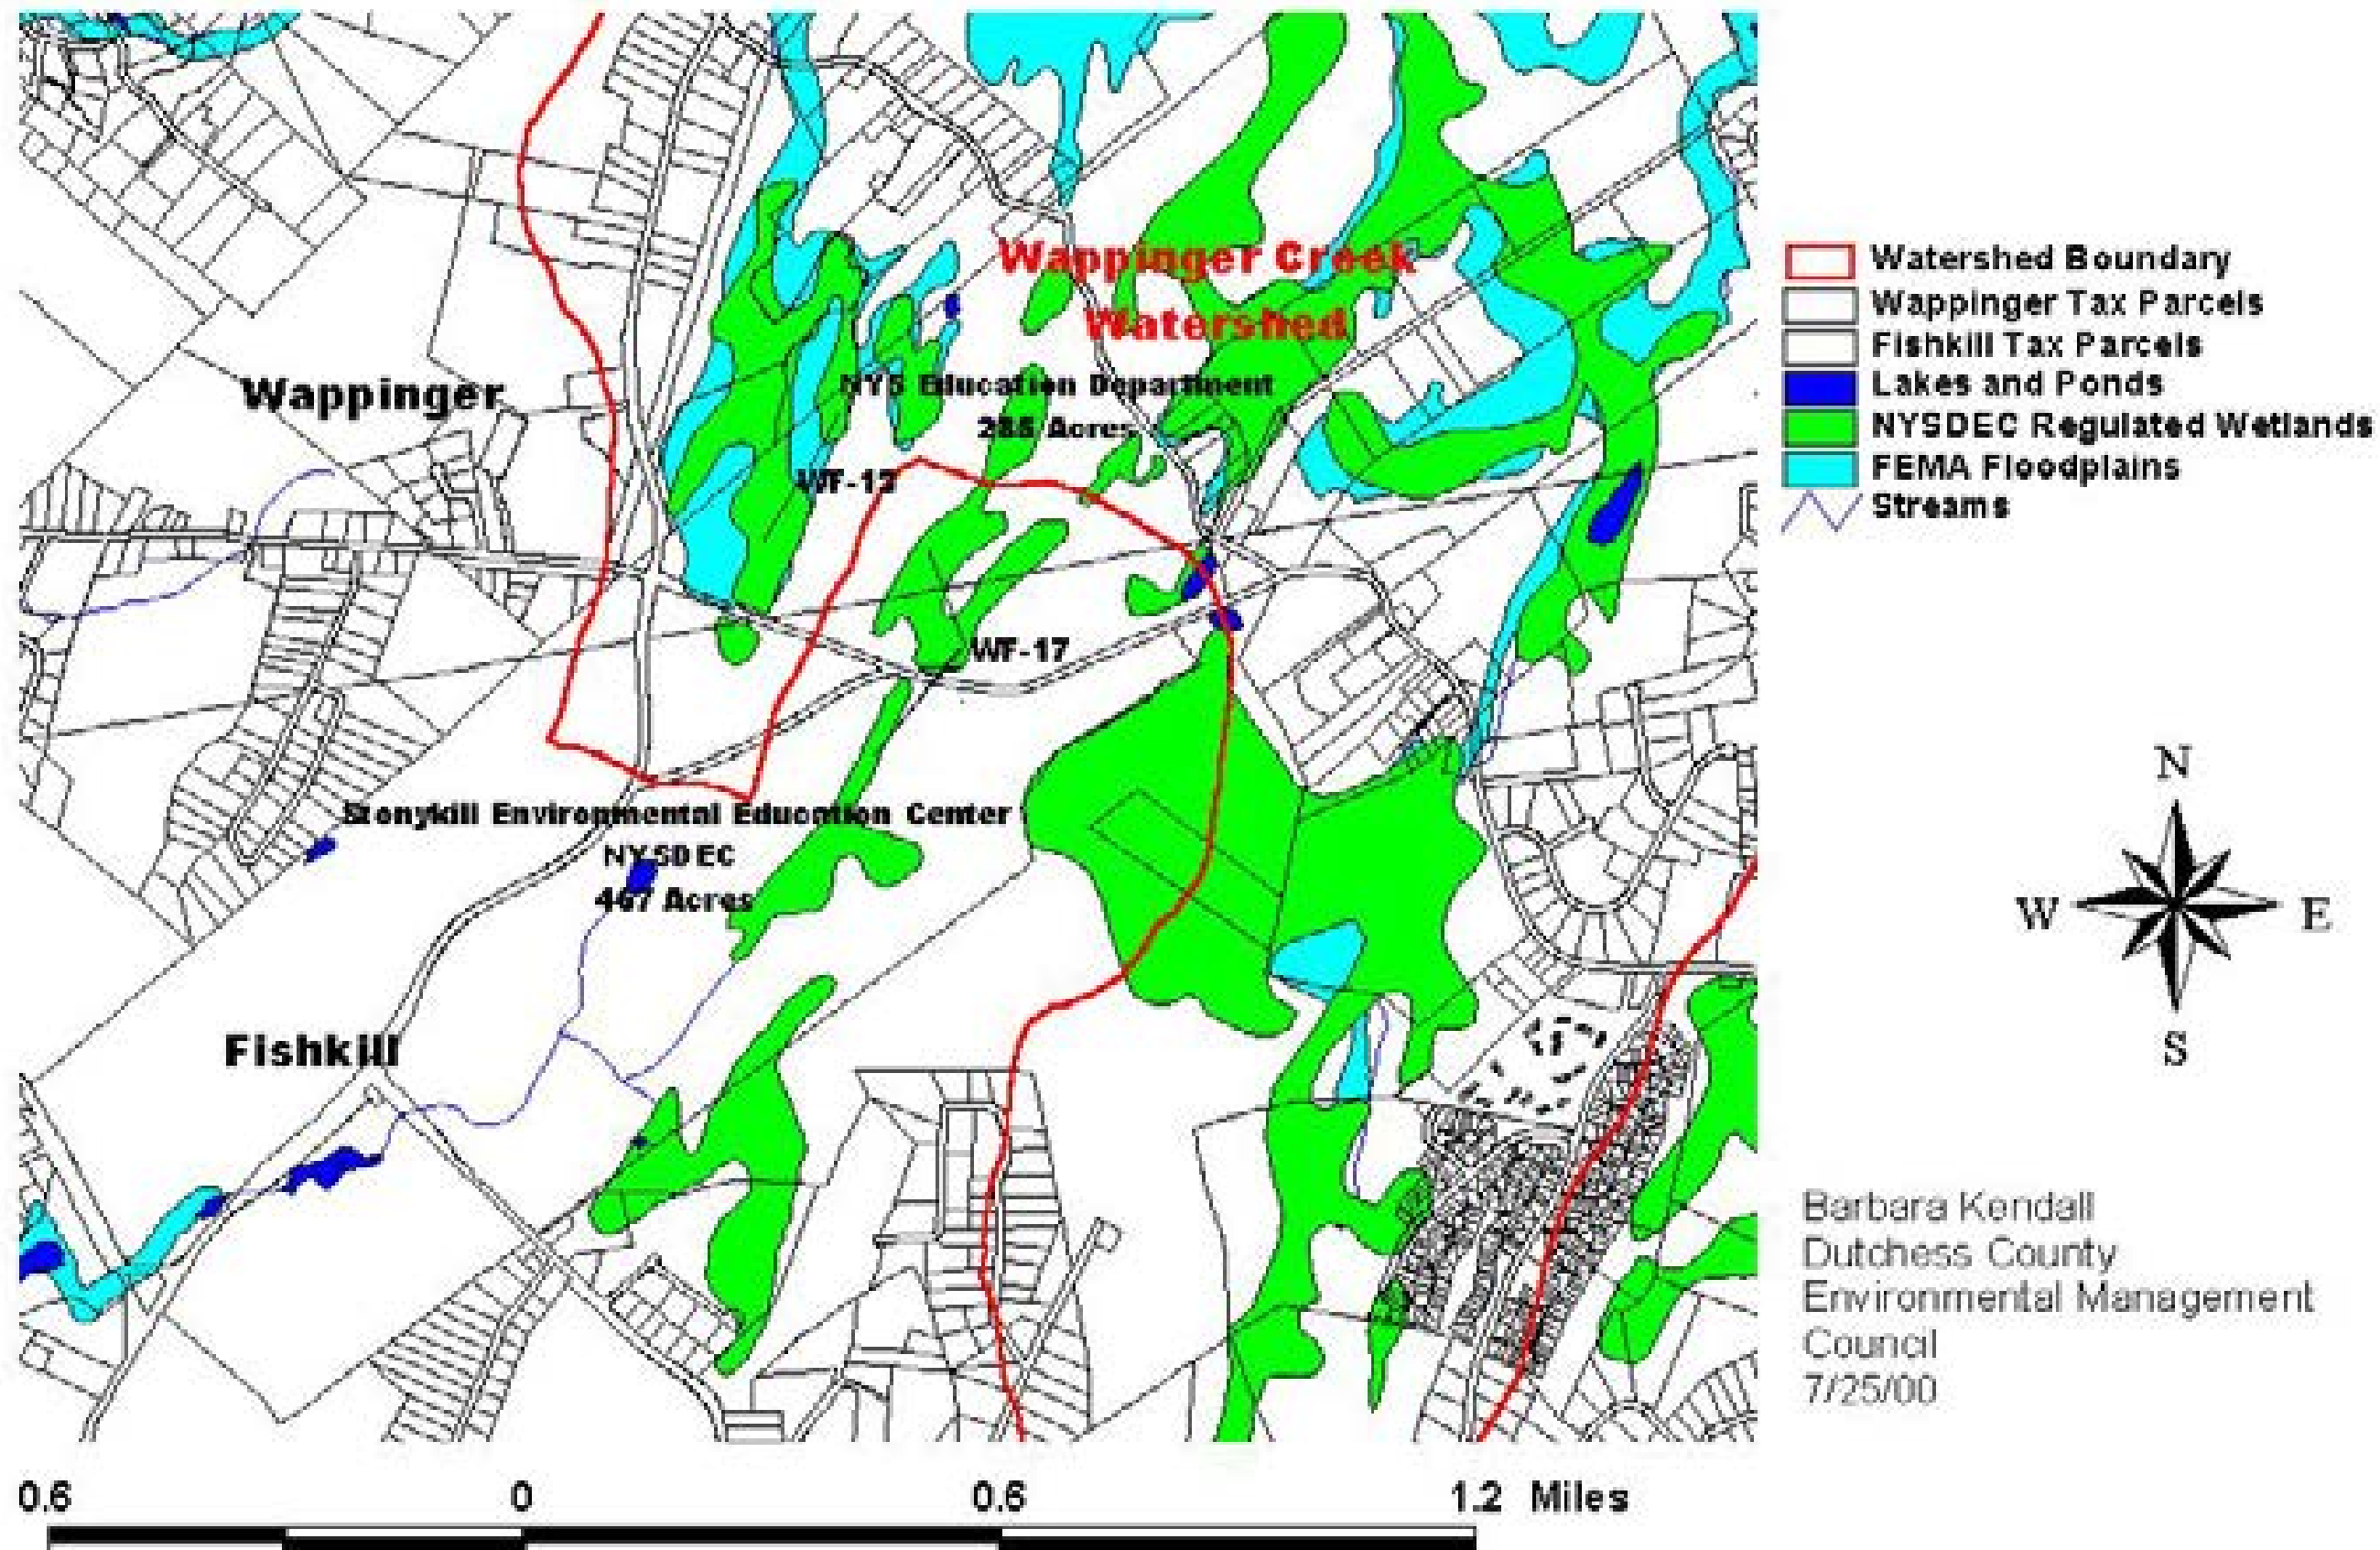 Wappinger Creek
Watershed
Wappinger
NYS Education Department
285 Acres
WF-13
WF-17
Stonykill Environmental Education Center
NYSDEC
467 Acres
Fishkill
Watershed Boundary
Wappinger Tax Parcels
Fishkill Tax Parcels
Lakes and Ponds
NYSDEC Regulated Wetlands
FEMA Floodplains
Streams
N
W E
S
Barbara Kendall
Dutchess County
Environmental Management
Council
7/25/00
0.6 0 0.6 1.2 Miles